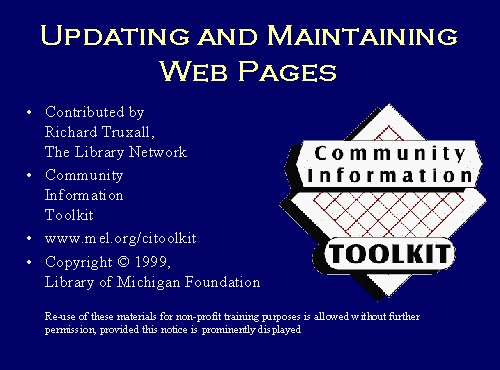 UPDATING AND MAINTAINING
WEB PAGES
• Contributed by
Richard Truxall,
The Library Network
• Community
Information
Toolkit
• www.mel.org/citoolkit
• Copyright © 1999,
Library of Michigan Foundation
Re-use of these materials for non-profit training purposes is allowed without further
permission, provided this notice is prominently displayed
Community
Information
TOOLKIT